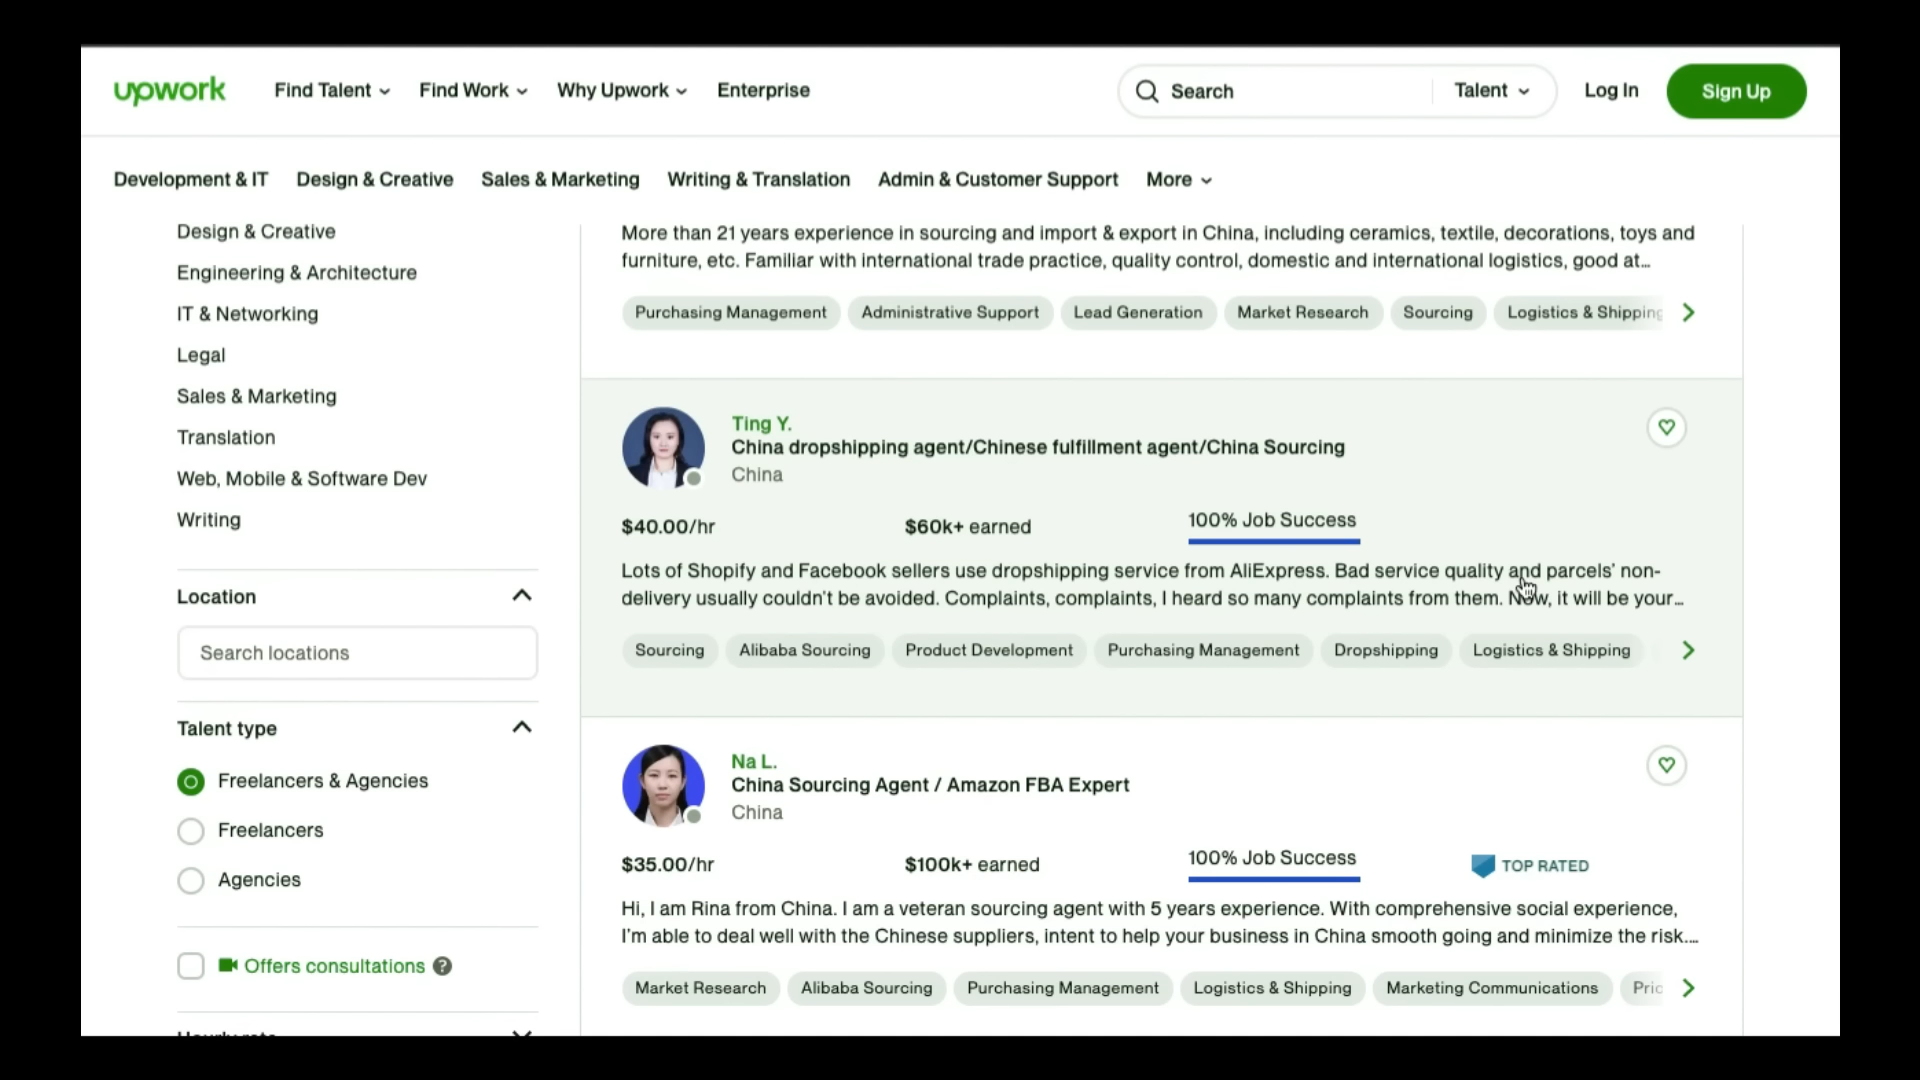 upwork
Find Talent
Find Work
Why Upwork
Enterprise
Search
Talent
Log In
Sign Up
Development & IT
Design & Creative
Sales & Marketing
Writing & Translation
Admin & Customer Support
More
Design & Creative
Engineering & Architecture
IT & Networking
Legal
Sales & Marketing
Translation
Web, Mobile & Software Dev
Writing
Location
Search locations
Talent type
Freelancers & Agencies
Freelancers
Agencies
Offers consultations ?
Hourly rate
More than 21 years experience in sourcing and import & export in China, including ceramics, textile, decorations, toys and
furniture, etc. Familiar with international trade practice, quality control, domestic and international logistics, good at...
Purchasing Management
Administrative Support
Lead Generation
Market Research
Sourcing
Logistics & Shipping
Ting Y.
China dropshipping agent/Chinese fulfillment agent/China Sourcing
China
$40.00/hr
$60k+ earned
100% Job Success
Lots of Shopify and Facebook sellers use dropshipping service from AliExpress. Bad service quality and parcels' non-
delivery usually couldn't be avoided. Complaints, complaints, I heard so many complaints from them. Now, it will be your...
Sourcing
Alibaba Sourcing
Product Development
Purchasing Management
Dropshipping
Logistics & Shipping
Na L.
China Sourcing Agent / Amazon FBA Expert
China
$35.00/hr
$100k+ earned
100% Job Success
TOP RATED
Hi, I am Rina from China. I am a veteran sourcing agent with 5 years experience. With comprehensive social experience,
I'm able to deal well with the Chinese suppliers, intent to help your business in China smooth going and minimize the risk....
Market Research
Alibaba Sourcing
Purchasing Management
Logistics & Shipping
Marketing Communications